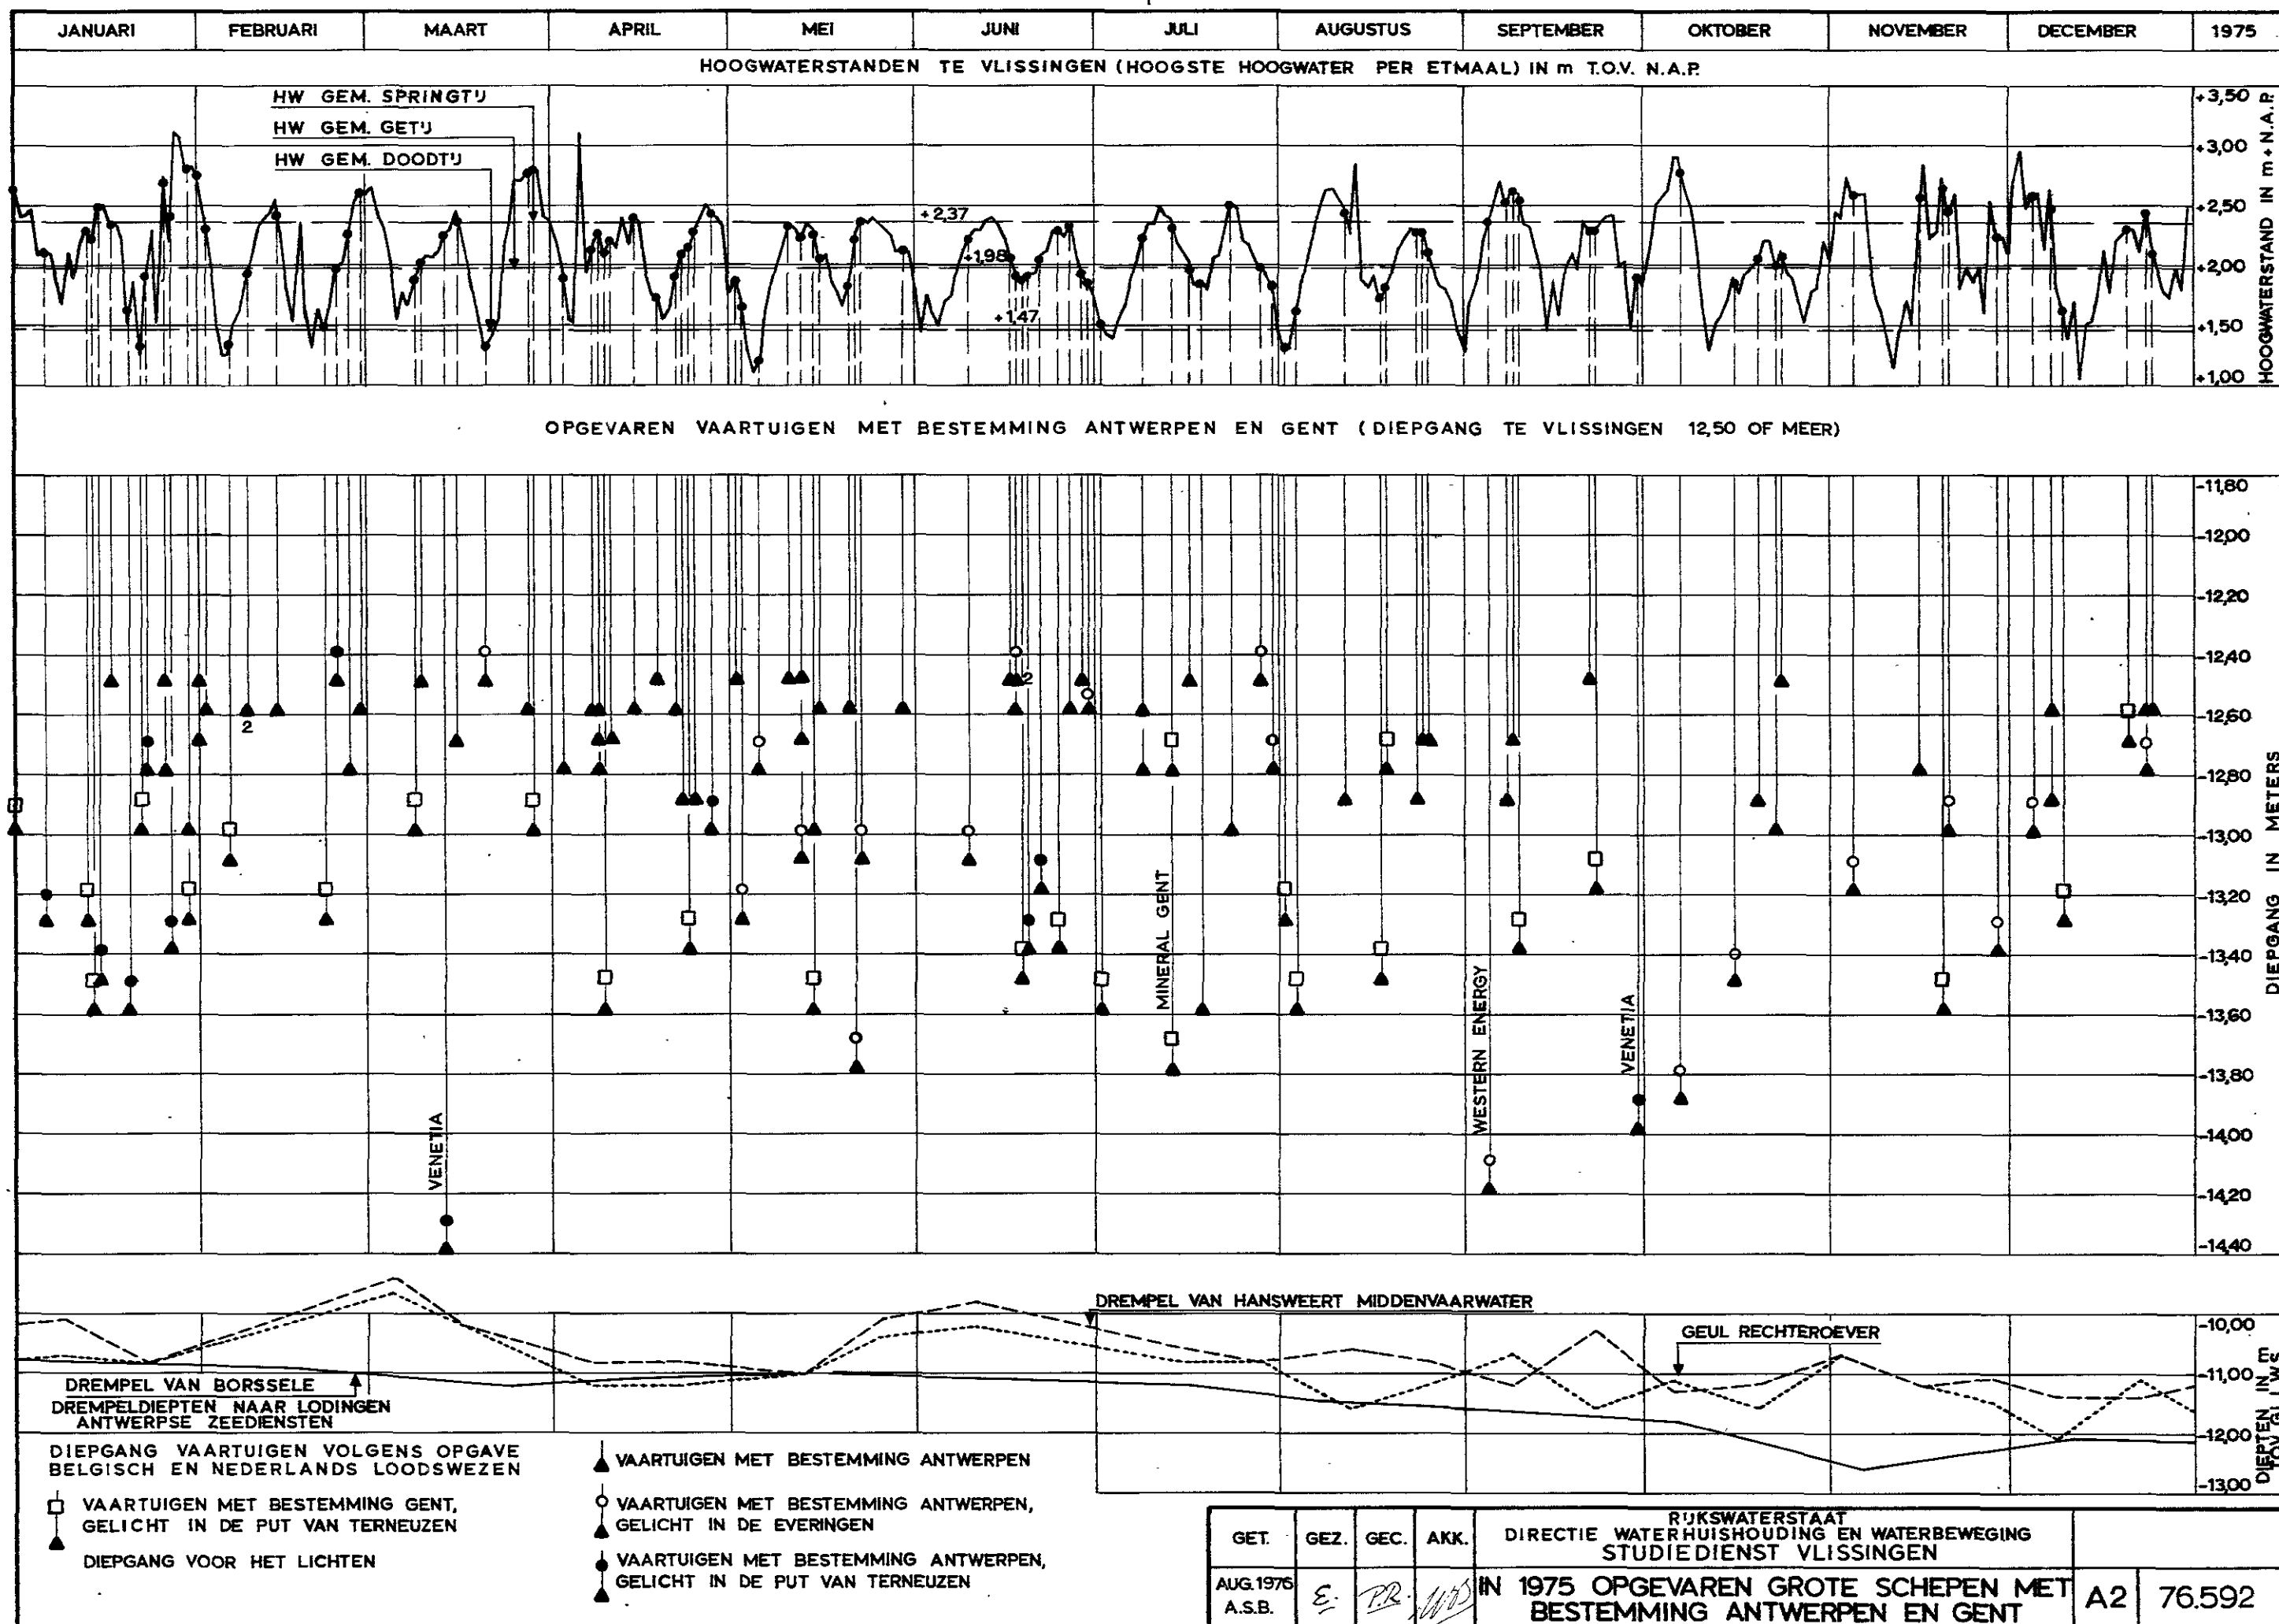 JANUARI FEBRUARI MAART APRIL MEI JUNI JULI AUGUSTUS SEPTEMBER OKTOBER NOVEMBER DECEMBER 1975
HOOGWATERSTANDEN TE VLISSINGEN (HOOGSTE HOOGWATER PER ETMAAL) IN m T.O.V. N.A.P.
HW GEM. SPRINGTIJ
HW GEM. GETIJ
HW GEM. DOODTIJ
+2,37
+1,98
+1,47
+3,50
+3,00
+2,50
+2,00
+1,50
+1,00
HOOGWATERSTAND IN m + N.A.P.
OPGEVAREN VAARTUIGEN MET BESTEMMING ANTWERPEN EN GENT (DIEPGANG TE VLISSINGEN 12,50 OF MEER)
-11,80
-12,00
-12,20
-12,40
-12,60
-12,80
-13,00
-13,20
-13,40
-13,60
-13,80
-14,00
-14,20
-14,40
DIEPGANG IN METERS
2
2
VENETIA
MINERAL GENT
WESTERN ENERGY
VENETIA
DREMPEL VAN HANSWEERT MIDDENVAARWATER
GEUL RECHTEROEVER
DREMPEL VAN BORSSELE
DREMPELDIEPTEN NAAR LODINGEN
ANTWERPSE ZEEDIENSTEN
-10,00
-11,00
-12,00
-13,00
DIEPTEN IN m
T.O.V. G.L.L.W.S.
DIEPGANG VAARTUIGEN VOLGENS OPGAVE
BELGISCH EN NEDERLANDS LOODSWEZEN
VAARTUIGEN MET BESTEMMING GENT,
GELICHT IN DE PUT VAN TERNEUZEN
DIEPGANG VOOR HET LICHTEN
VAARTUIGEN MET BESTEMMING ANTWERPEN
VAARTUIGEN MET BESTEMMING ANTWERPEN,
GELICHT IN DE EVERINGEN
VAARTUIGEN MET BESTEMMING ANTWERPEN,
GELICHT IN DE PUT VAN TERNEUZEN
GET. GEZ. GEC. AKK.
AUG.1976
A.S.B.
E. P.R.
RIJKSWATERSTAAT
DIRECTIE WATERHUISHOUDING EN WATERBEWEGING
STUDIEDIENST VLISSINGEN
IN 1975 OPGEVAREN GROTE SCHEPEN MET
BESTEMMING ANTWERPEN EN GENT
A2 76.592